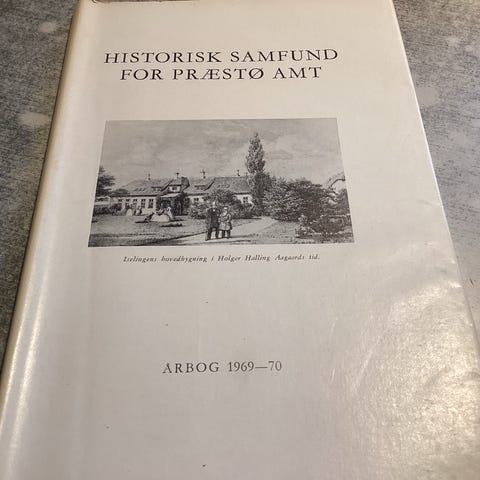 HISTORISK SAMFUND
FOR PRÆSTØ AMT
Iselingens hovedbygning i Holger Halling Aagaards tid.
ÅRBOG 1969—70